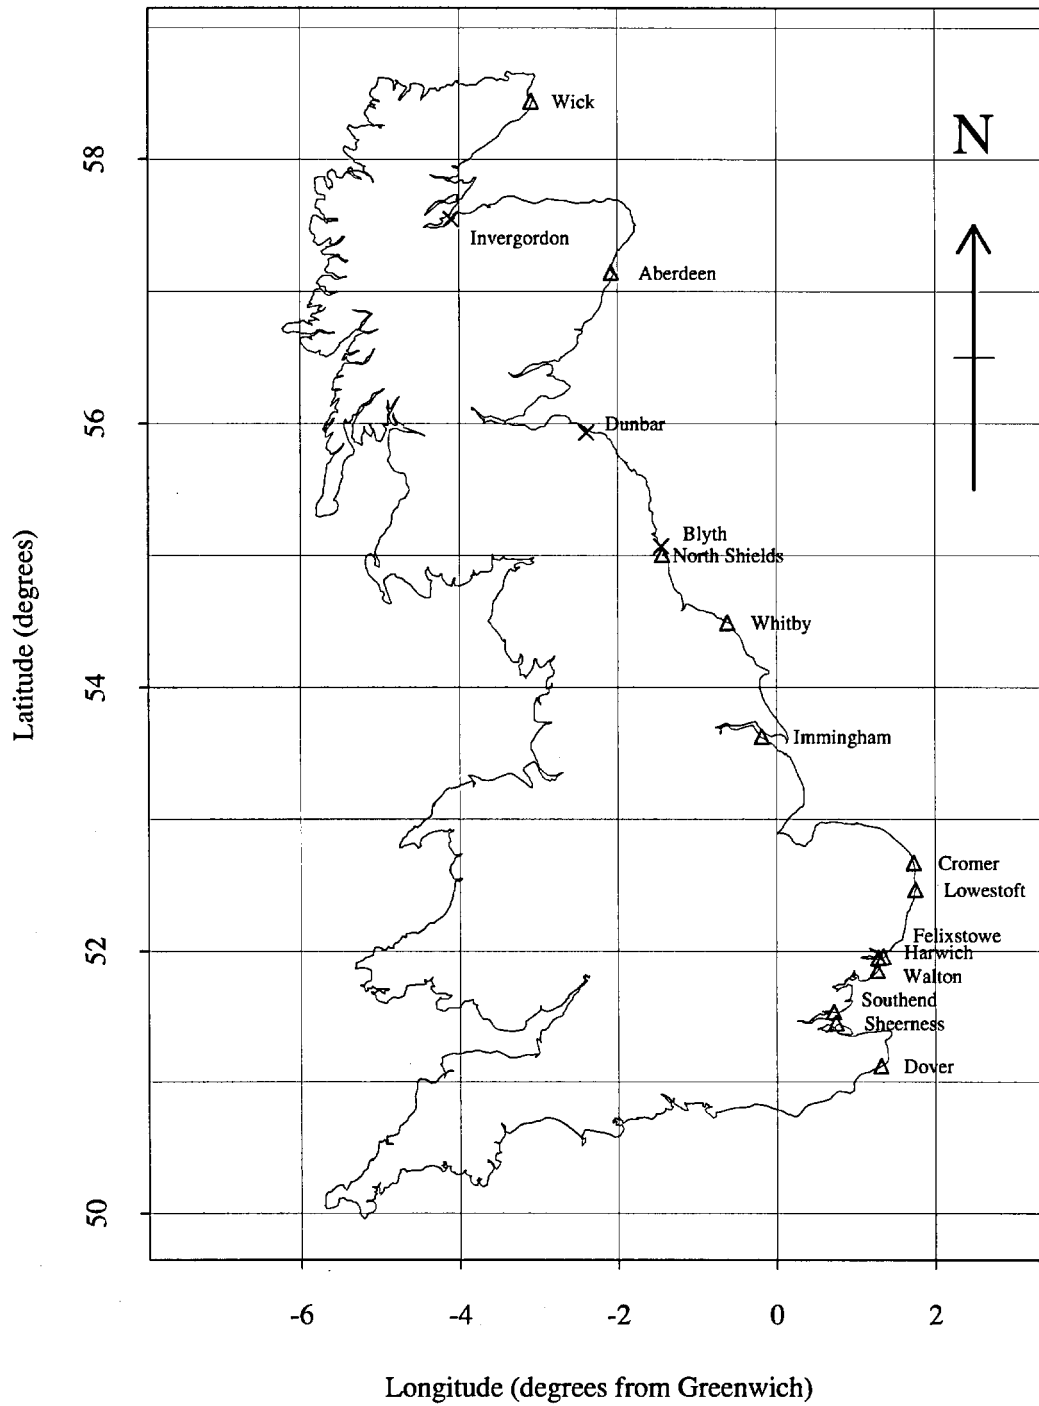 Wick
N
58
Invergordon
Aberdeen
56
Dunbar
Blyth
North Shields
Whitby
Latitude (degrees)
54
Immingham
Cromer
Lowestoft
Felixstowe
52
Harwich
Walton
Southend
Sheerness
Dover
50
-6 -4 -2 0 2
Longitude (degrees from Greenwich)